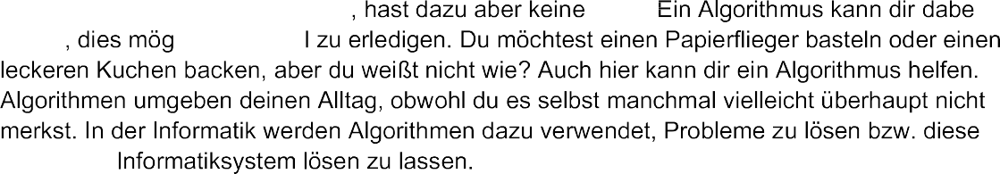 , hast dazu aber keine Ein Algorithmus kann dir dabe
, dies mög l zu erledigen. Du möchtest einen Papierflieger basteln oder einen
leckeren Kuchen backen, aber du weißt nicht wie? Auch hier kann dir ein Algorithmus helfen.
Algorithmen umgeben deinen Alltag, obwohl du es selbst manchmal vielleicht überhaupt nicht
merkst. In der Informatik werden Algorithmen dazu verwendet, Probleme zu lösen bzw. diese
Informatiksystem lösen zu lassen.